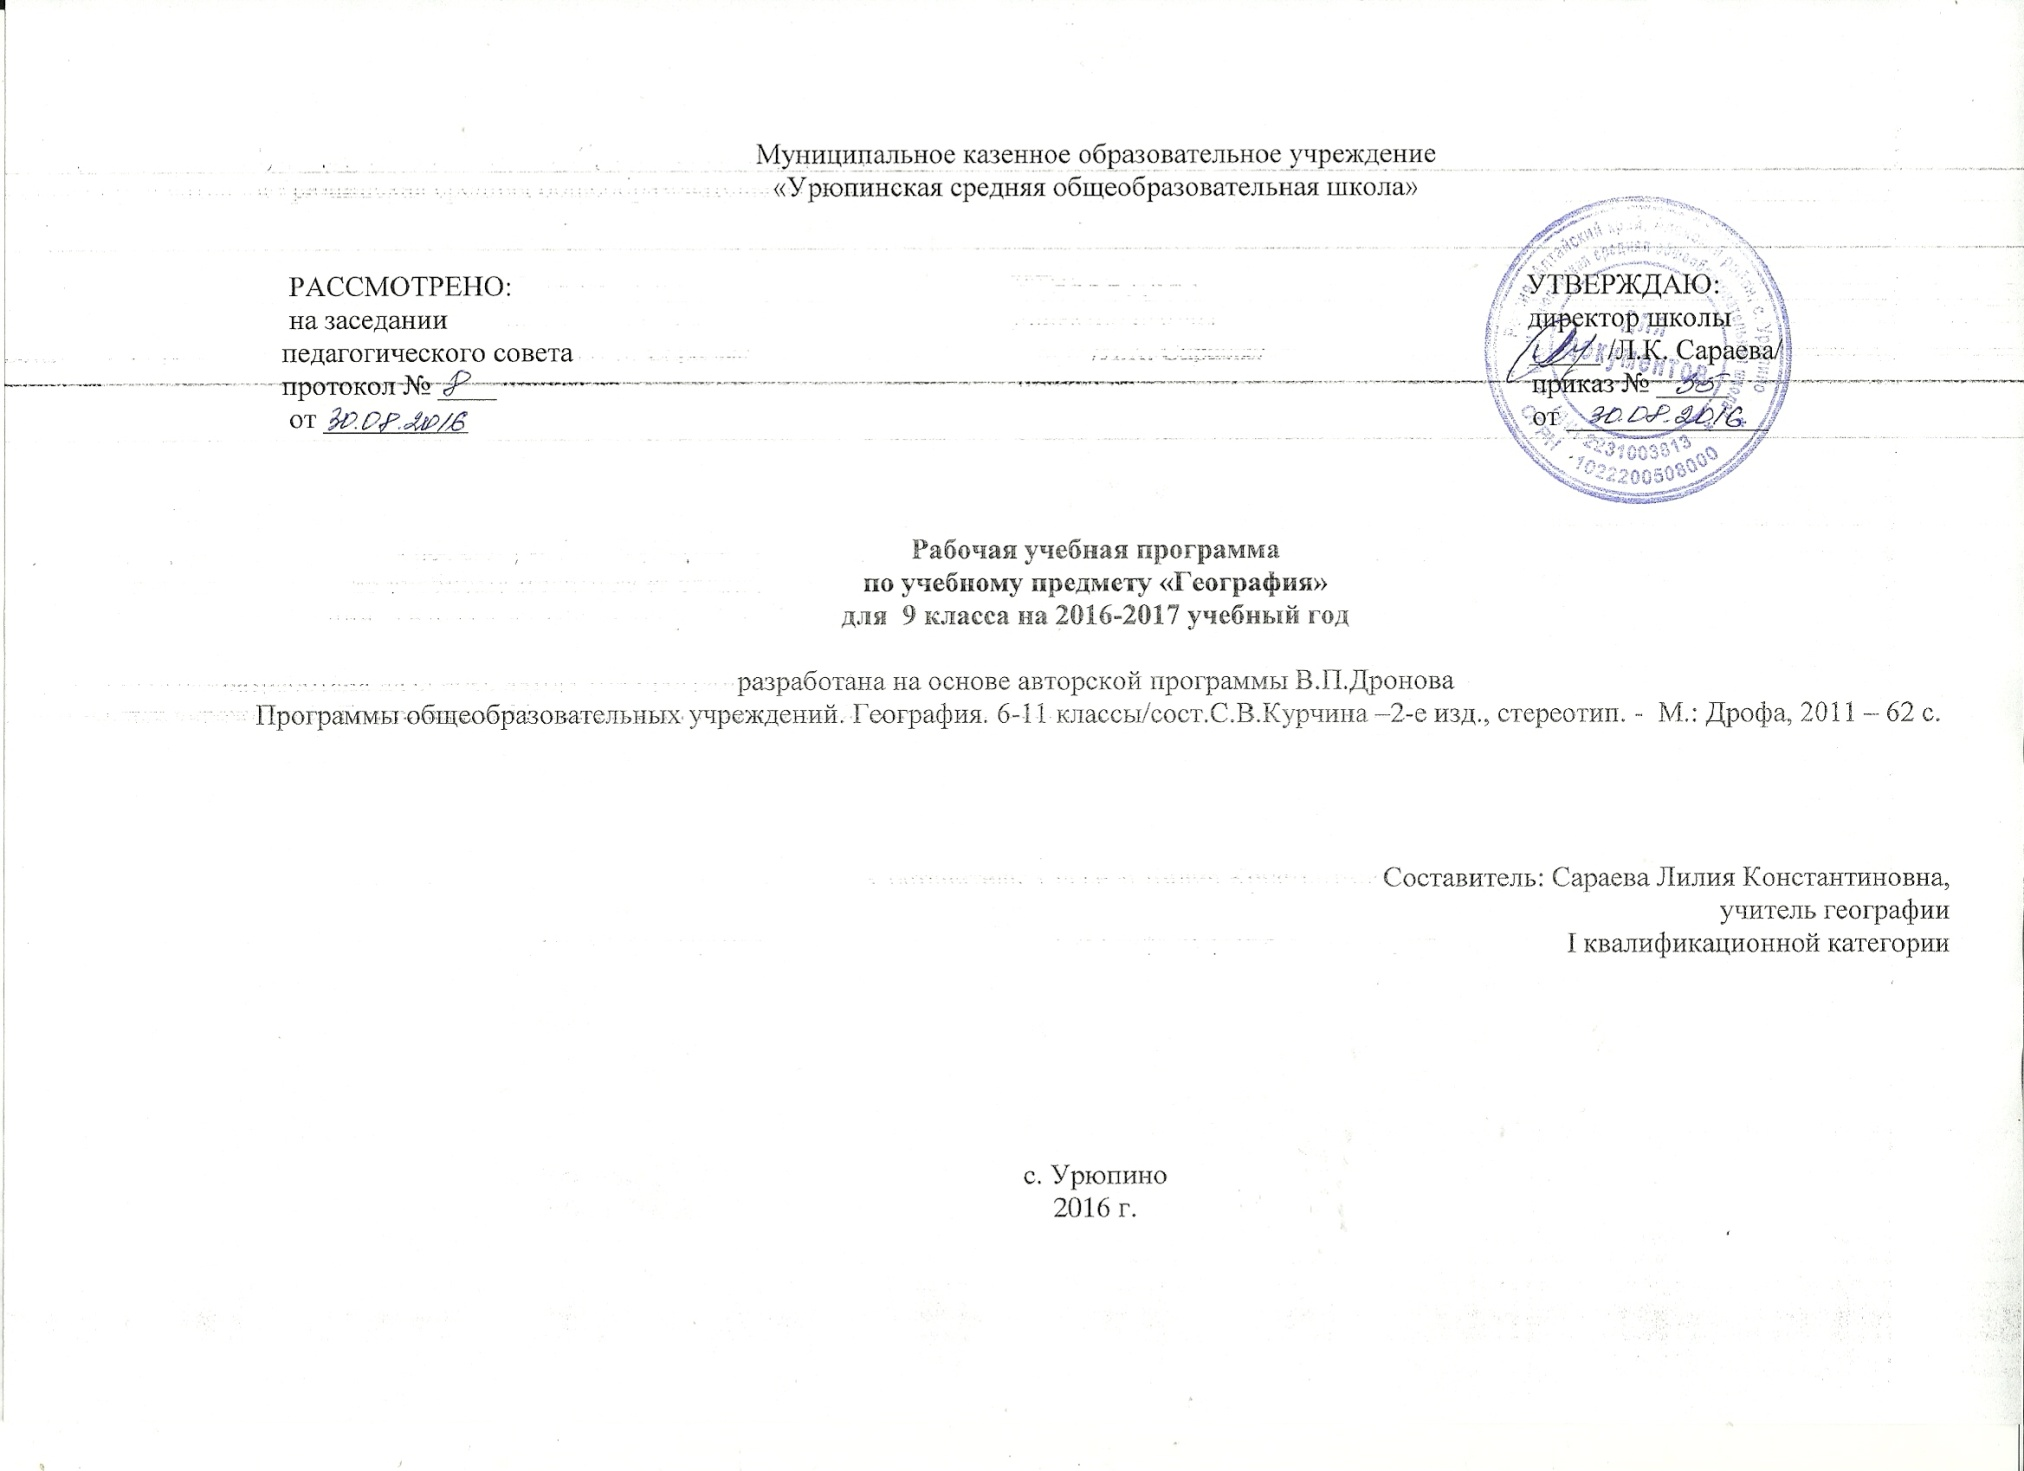 Муниципальное казенное образовательное учреждение
«Урюпинская средняя общеобразовательная школа»
РАССМОТРЕНО:
на заседании
педагогического совета
протокол № 8
от 30.08.2016
УТВЕРЖДАЮ:
директор школы
/Л.К. Сараева/
приказ №
от 30.08.2016
для
документов
2231003813
1022200508000
Рабочая учебная программа
по учебному предмету «География»
для 9 класса на 2016-2017 учебный год
разработана на основе авторской программы В.П.Дронова
Программы общеобразовательных учреждений. География. 6-11 классы/сост.С.В.Курчина –2-е изд., стереотип. - М.: Дрофа, 2011 – 62 с.
Составитель: Сараева Лилия Константиновна,
учитель географии
I квалификационной категории
с. Урюпино
2016 г.